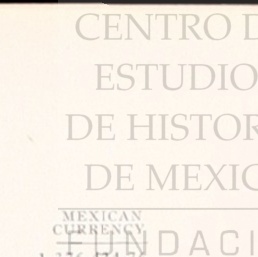 CENTRO D
ESTUDIO
DE HISTOR
DE MEXIC
MEXICAN
CURRENCY
FUNDACI